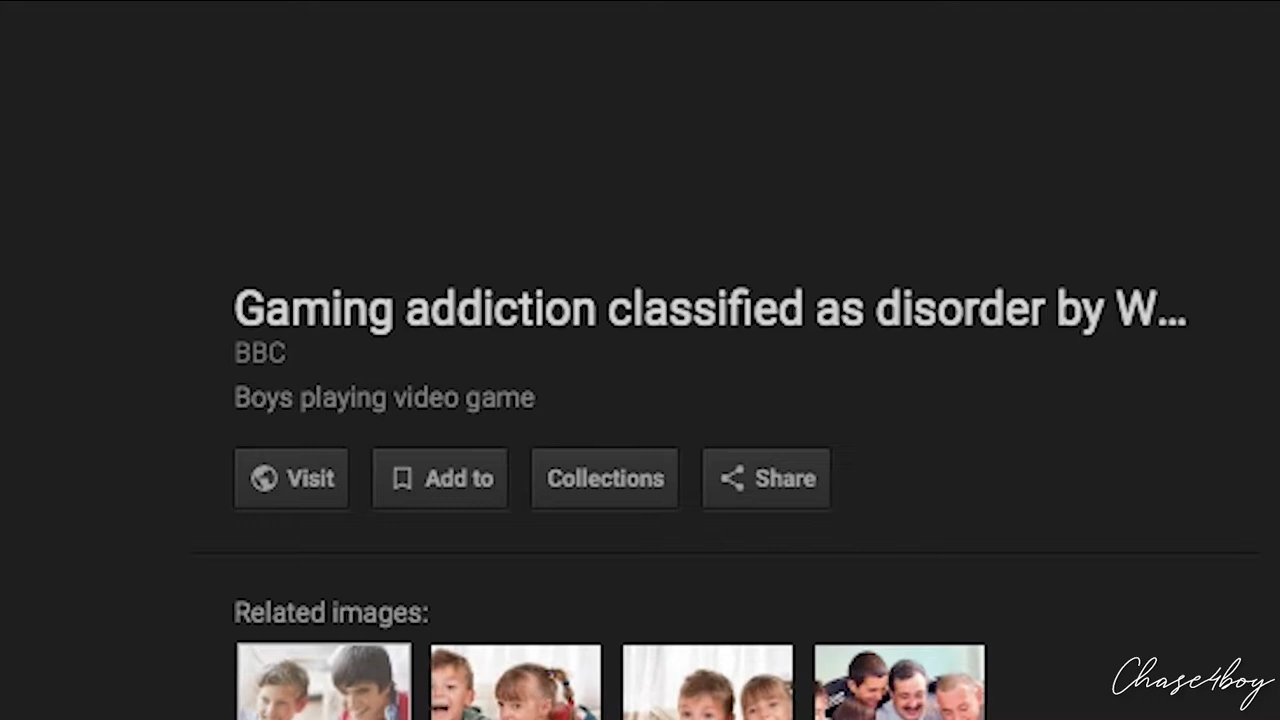 Gaming addiction classified as disorder by W...
BBC
Boys playing video game
Visit
Add to
Collections
Share
Related images:
Chase4boy